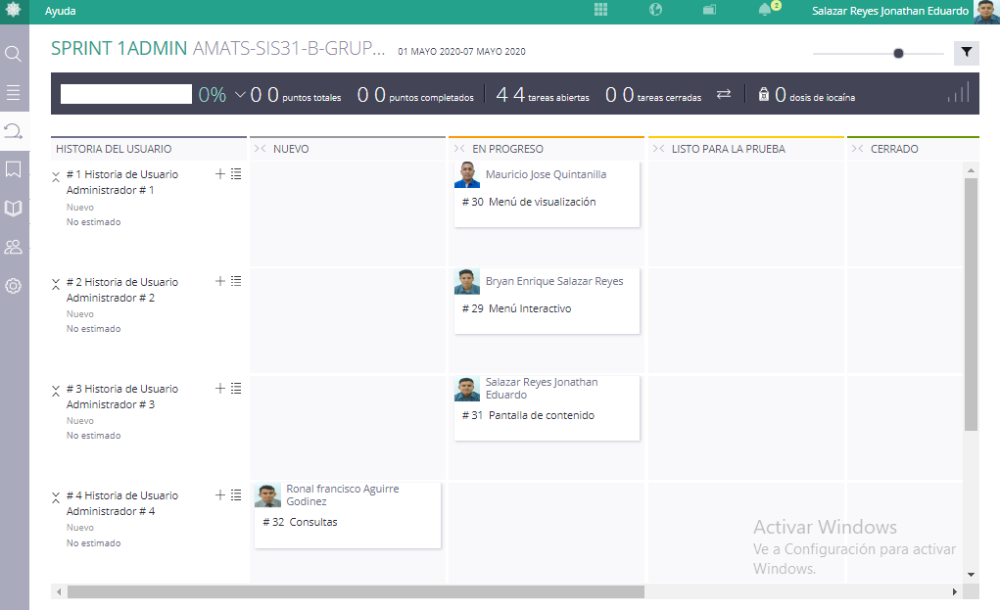 Ayuda
2
Salazar Reyes Jonathan Eduardo
SPRINT 1ADMIN AMATS-SIS31-B-GRUP... 01 MAYO 2020-07 MAYO 2020
0% 0 0 puntos totales 0 0 puntos completados 4 4 tareas abiertas 0 0 tareas cerradas 0 dosis de iocaína
HISTORIA DEL USUARIO
NUEVO
EN PROGRESO
LISTO PARA LA PRUEBA
CERRADO
# 1 Historia de Usuario
Administrador # 1
Nuevo
No estimado
Mauricio Jose Quintanilla
# 30 Menú de visualización
# 2 Historia de Usuario
Administrador # 2
Nuevo
No estimado
Bryan Enrique Salazar Reyes
# 29 Menú Interactivo
# 3 Historia de Usuario
Administrador # 3
Nuevo
No estimado
Salazar Reyes Jonathan
Eduardo
# 31 Pantalla de contenido
# 4 Historia de Usuario
Administrador # 4
Nuevo
No estimado
Ronal francisco Aguirre
Godinez
# 32 Consultas
Activar Windows
Ve a Configuración para activar
Windows.